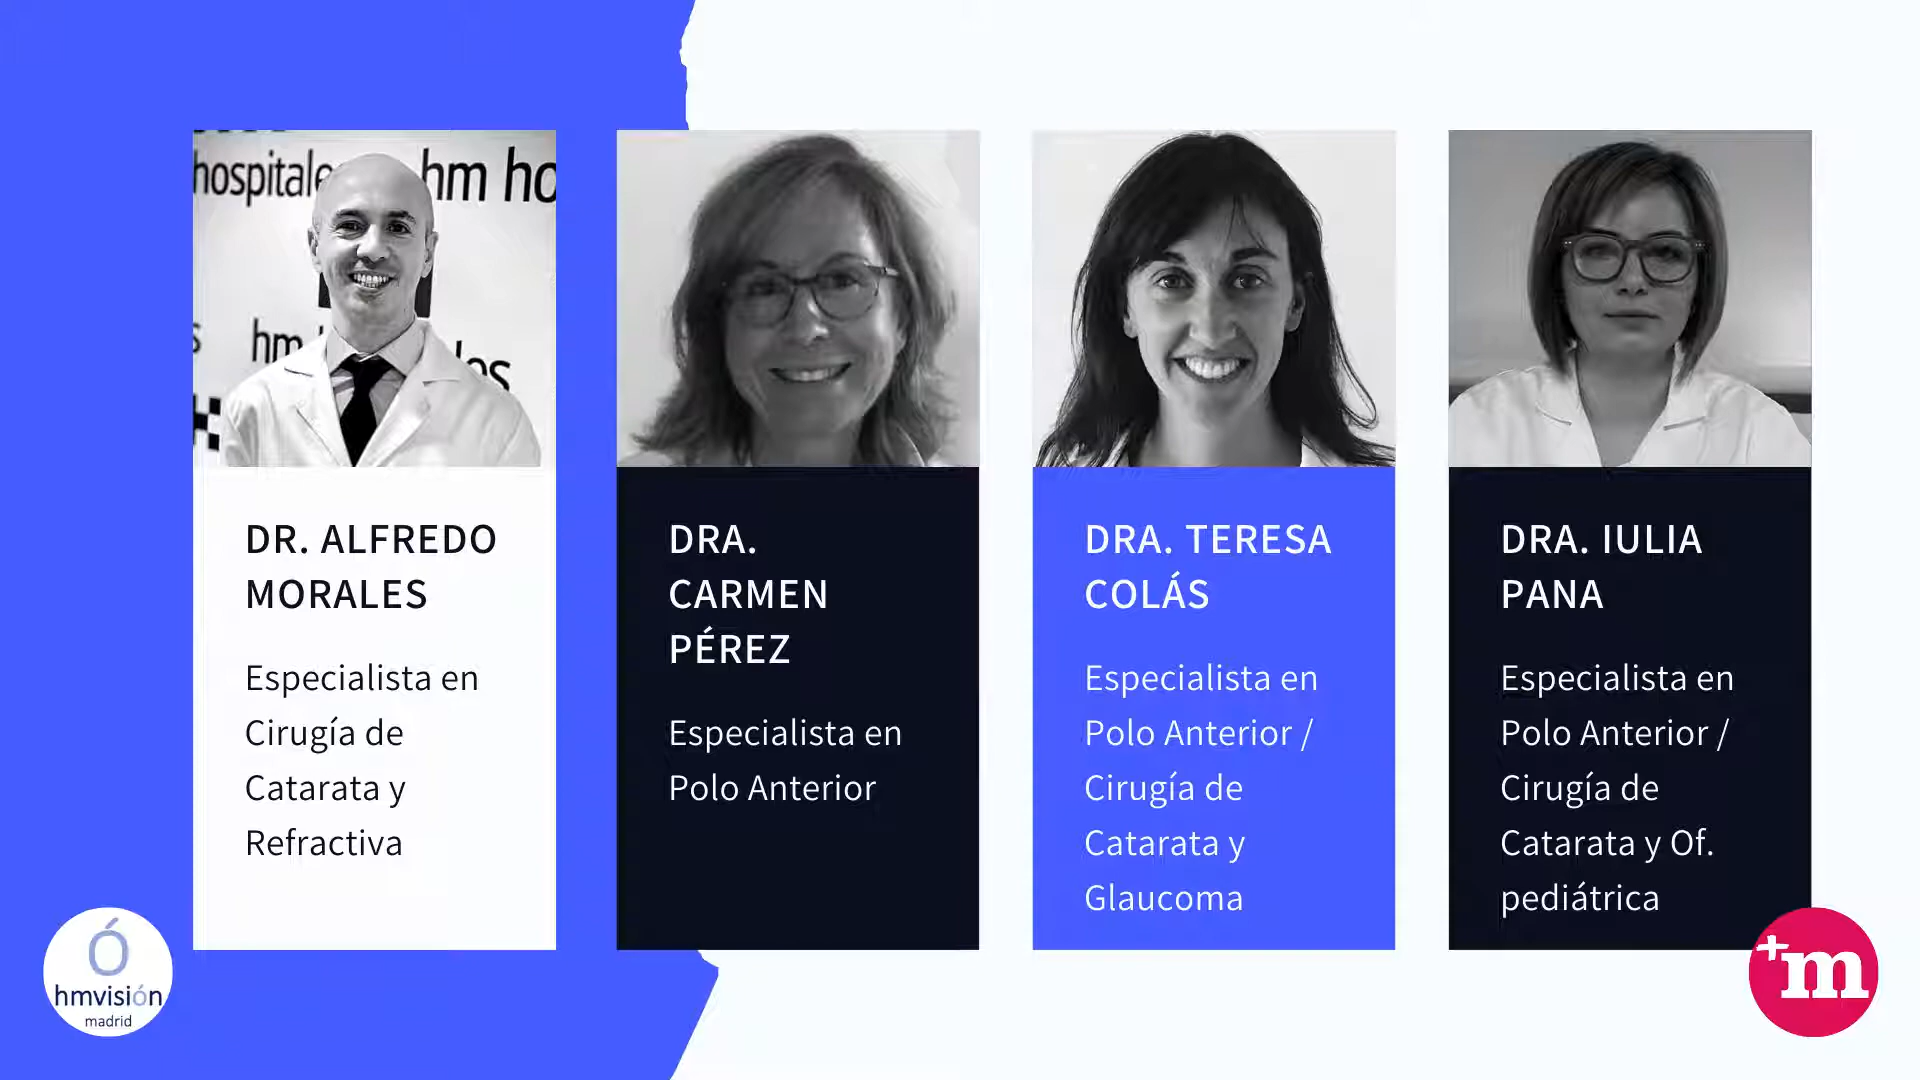 hospitale hm ho
hm les
DR. ALFREDO
MORALES
Especialista en
Cirugía de
Catarata y
Refractiva
DRA.
CARMEN
PÉREZ
Especialista en
Polo Anterior
DRA. TERESA
COLÁS
Especialista en
Polo Anterior /
Cirugía de
Catarata y
Glaucoma
DRA. IULIA
PANA
Especialista en
Polo Anterior /
Cirugía de
Catarata y Of.
pediátrica
Ó
hmvisión
madrid
+m